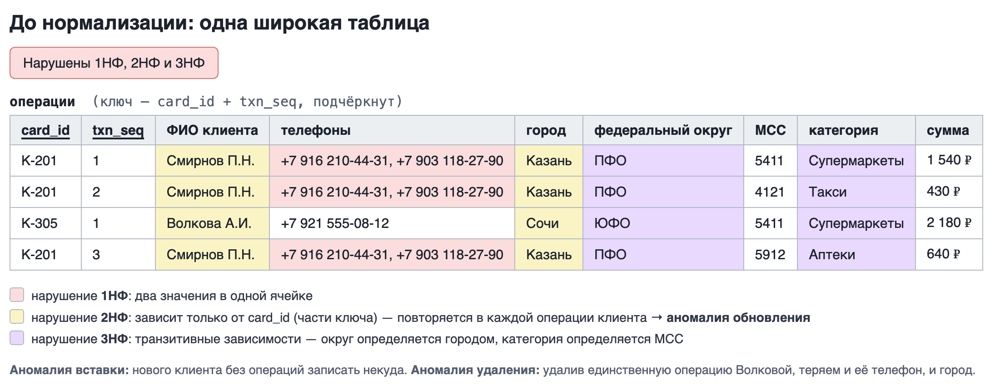 До нормализации: одна широкая таблица
Нарушены 1НФ, 2НФ и 3НФ
операции (ключ — card_id + txn_seq, подчёркнут)
card_id txn_seq ФИО клиента телефоны город федеральный округ MCC категория сумма
К-201 1 Смирнов П.Н. +7 916 210-44-31, +7 903 118-27-90 Казань ПФО 5411 Супермаркеты 1 540 ₽
К-201 2 Смирнов П.Н. +7 916 210-44-31, +7 903 118-27-90 Казань ПФО 4121 Такси 430 ₽
К-305 1 Волкова А.И. +7 921 555-08-12 Сочи ЮФО 5411 Супермаркеты 2 180 ₽
К-201 3 Смирнов П.Н. +7 916 210-44-31, +7 903 118-27-90 Казань ПФО 5912 Аптеки 640 ₽
нарушение 1НФ: два значения в одной ячейке
нарушение 2НФ: зависит только от card_id (части ключа) — повторяется в каждой операции клиента → аномалия обновления
нарушение 3НФ: транзитивные зависимости — округ определяется городом, категория определяется MCC
Аномалия вставки: нового клиента без операций записать некуда. Аномалия удаления: удалив единственную операцию Волковой, теряем и её телефон, и город.